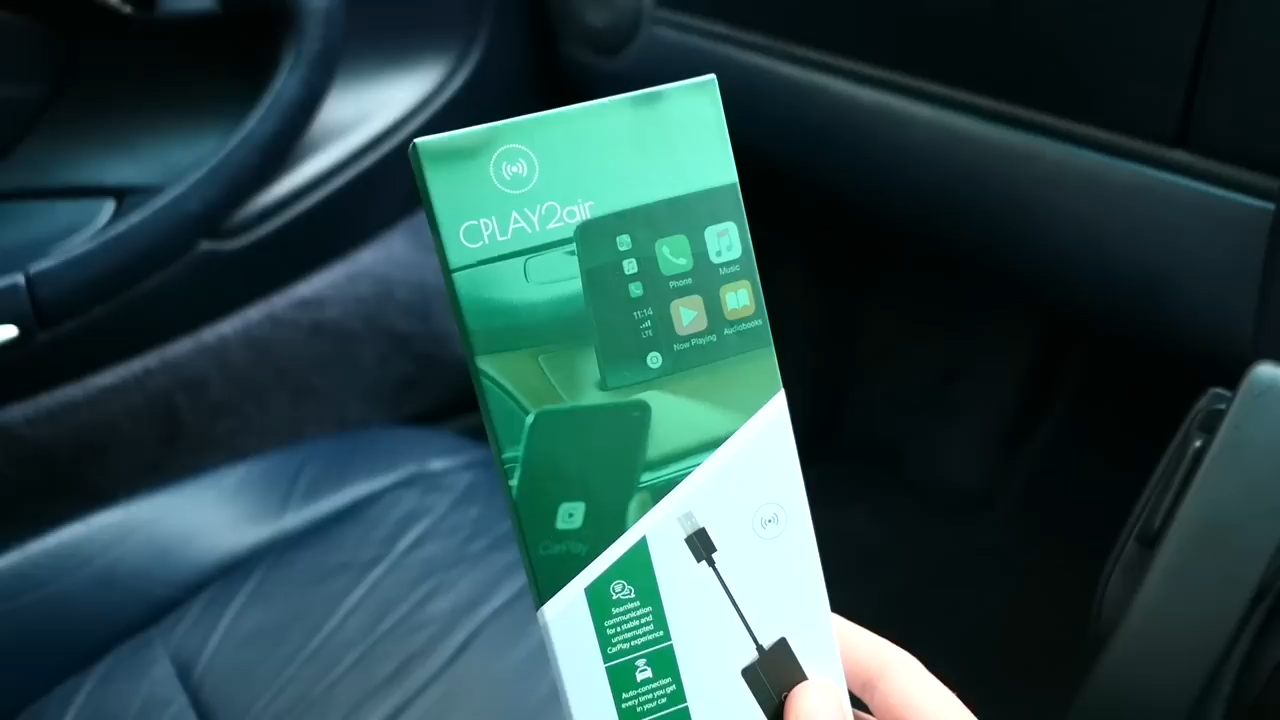 CPLAY2air
Phone
Music
11:14
LTE
Now Playing
Audiobooks
CarPlay
Seamless
communication
for a stable and
uninterrupted
CarPlay experience
Auto-connection
every time you get
in your car